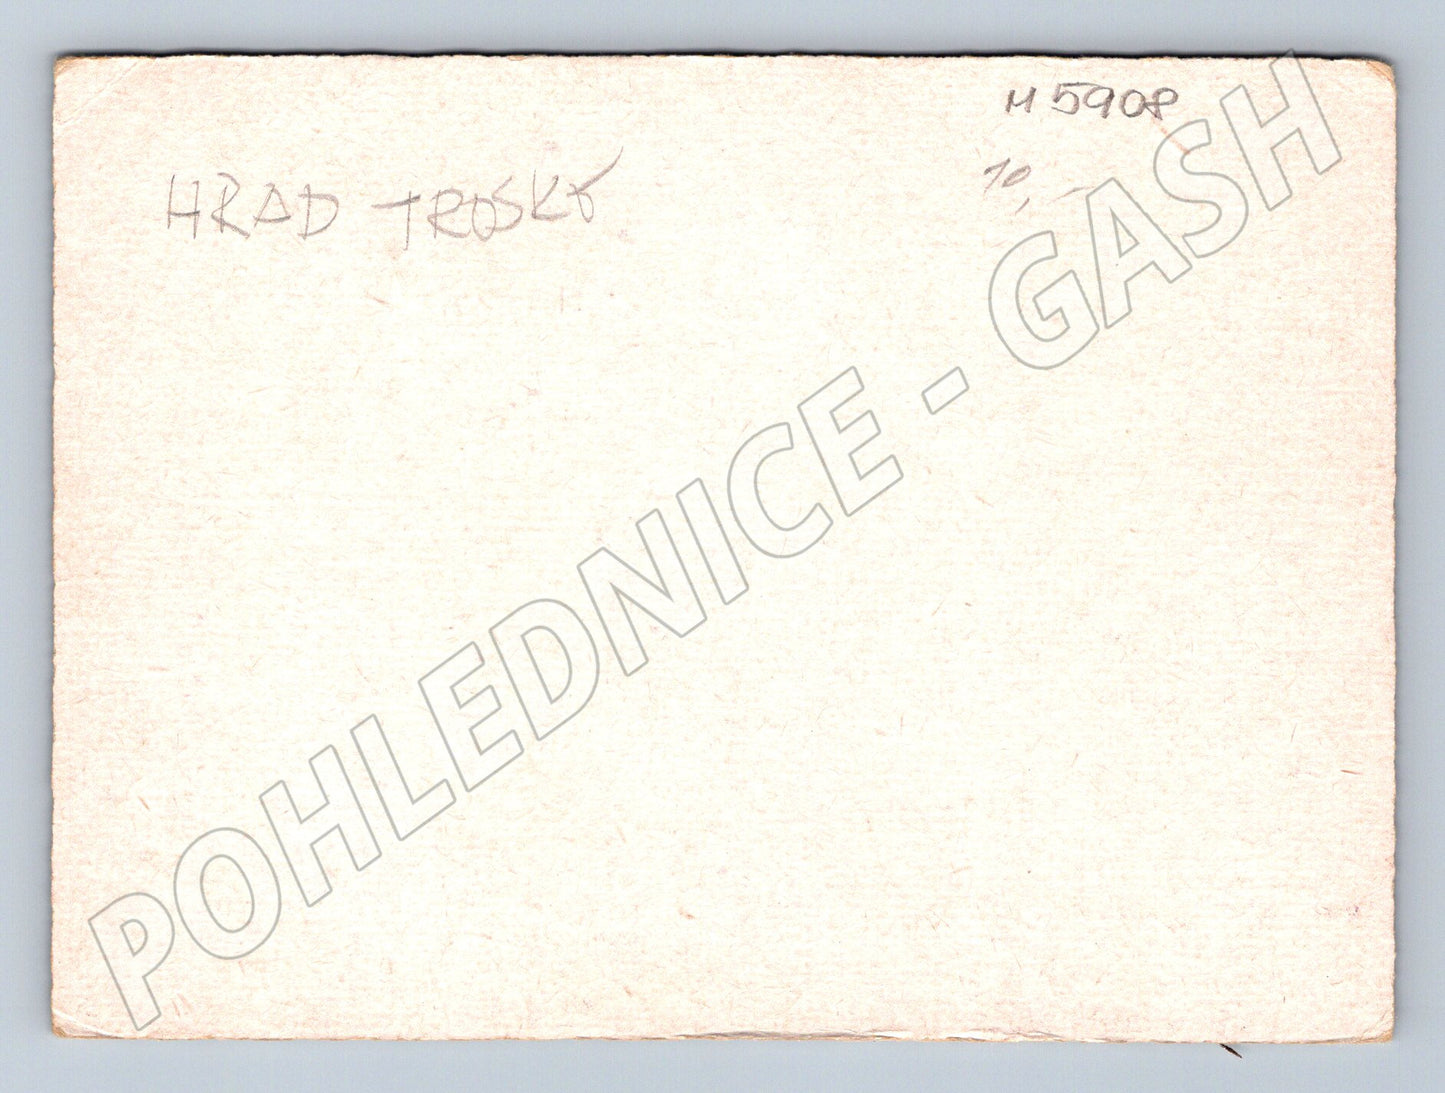 M 5908
10,-
HRAD TROSKY
POHLEDNICE - GASH